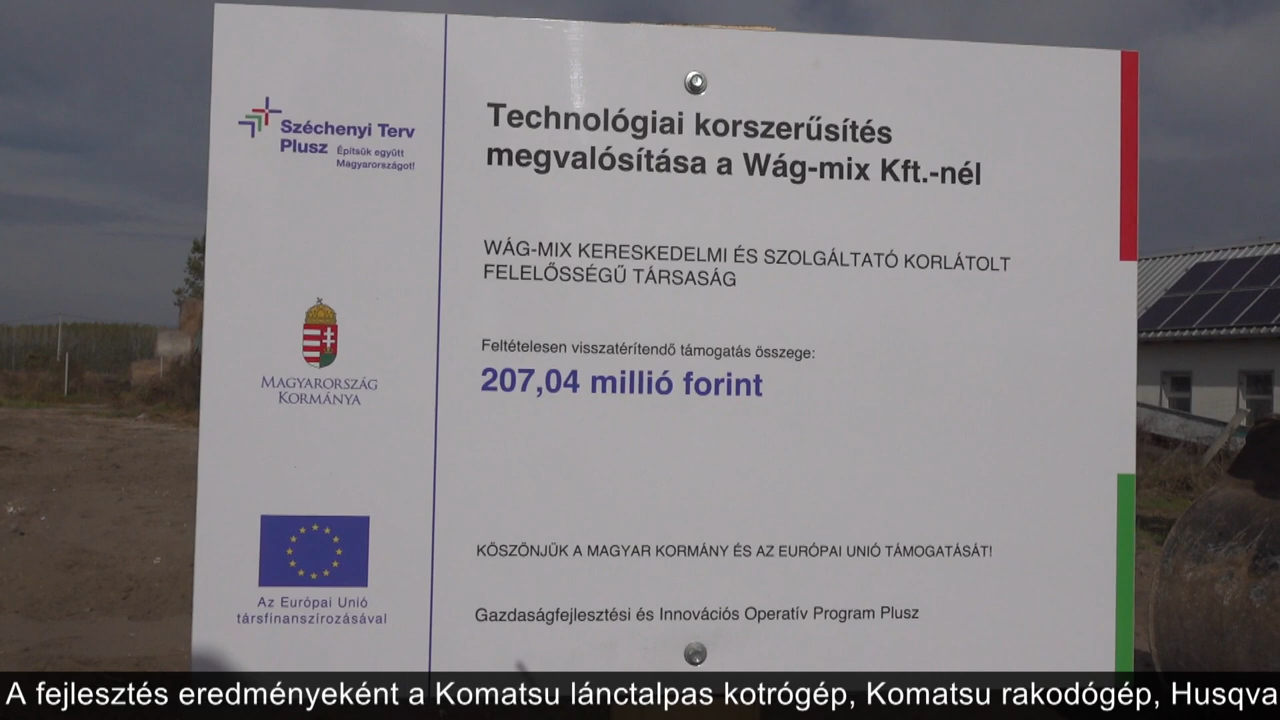 Széchenyi Terv
Plusz
Építsük együtt
Magyarországot!
Technológiai korszerűsítés
megvalósítása a Wág-mix Kft.-nél
WÁG-MIX KERESKEDELMI ÉS SZOLGÁLTATÓ KORLÁTOLT
FELELŐSSÉGŰ TÁRSASÁG
MAGYARORSZÁG
KORMÁNYA
Feltételesen visszatérítendő támogatás összege:
207,04 millió forint
Az Európai Unió
társfinanszírozásával
KÖSZÖNJÜK A MAGYAR KORMÁNY ÉS AZ EURÓPAI UNIÓ TÁMOGATÁSÁT!
Gazdaságfejlesztési és Innovációs Operatív Program Plusz
A fejlesztés eredményeként a Komatsu lánctalpas kotrógép, Komatsu rakodógép, Husqva